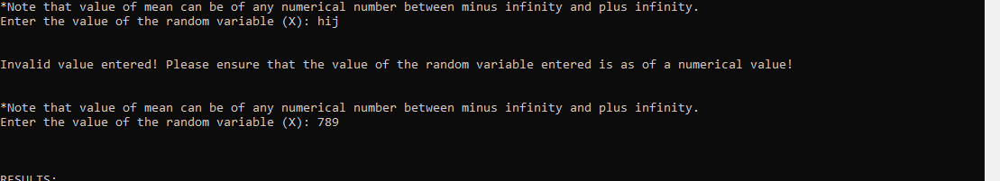 *Note that value of mean can be of any numerical number between minus infinity and plus infinity.
Enter the value of the random variable (X): hij
Invalid value entered! Please ensure that the value of the random variable entered is as of a numerical value!
*Note that value of mean can be of any numerical number between minus infinity and plus infinity.
Enter the value of the random variable (X): 789
RESULTS: